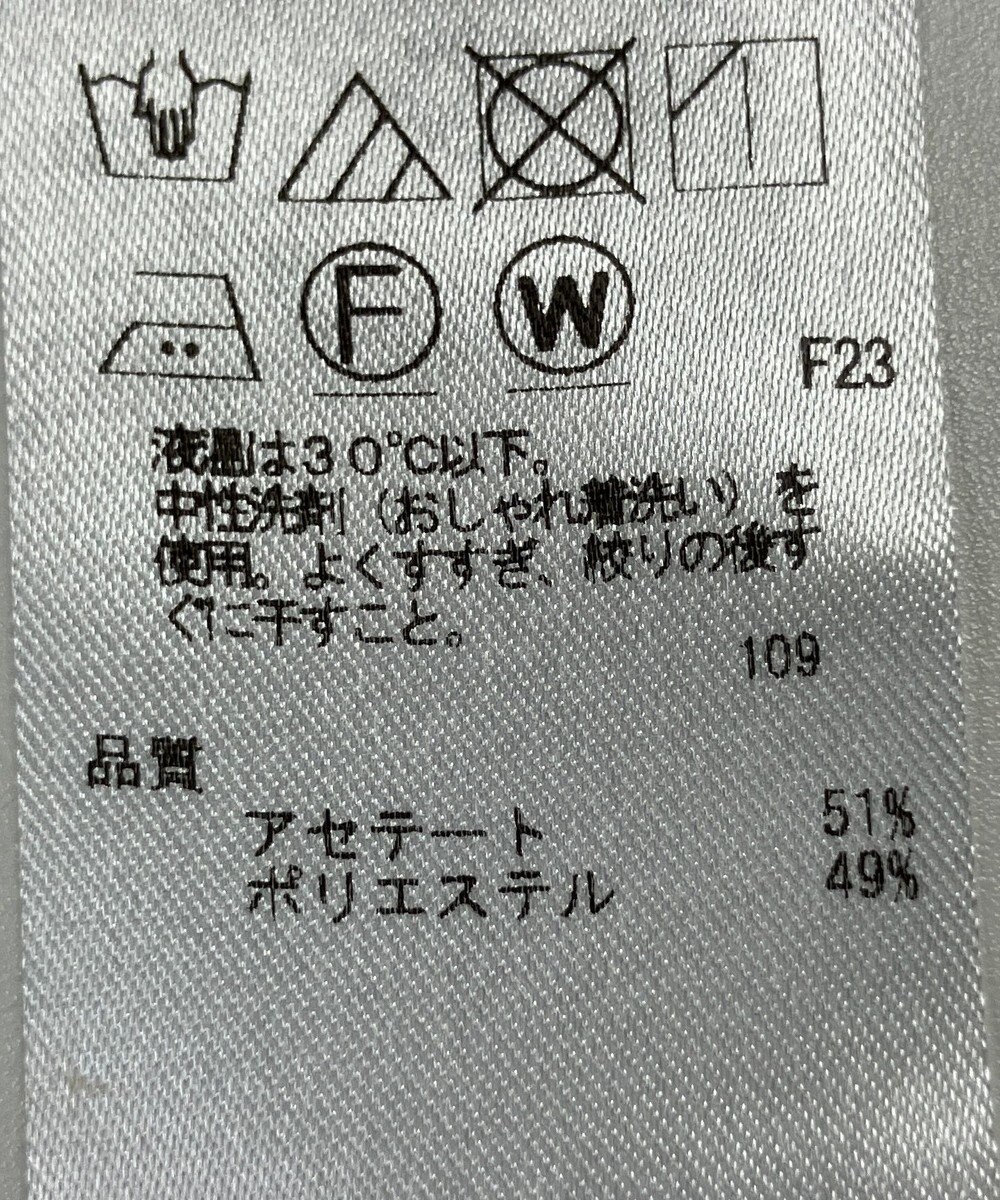 F
W
F23
液温は30℃以下。
中性洗剤（おしゃれ着洗い）を
使用。よくすすぎ、絞りの後す
ぐに干すこと。
109
品質
アセテート 51%
ポリエステル 49%